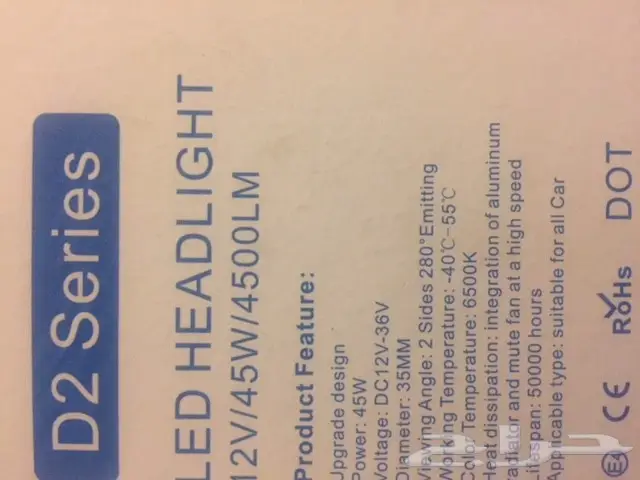 D2 Series
LED HEADLIGHT
12V/45W/4500LM
Product Feature:
Upgrade design
Power: 45W
Voltage: DC12V-36V
Diameter: 35MM
Viewing Angle: 2 Sides 280°Emitting
Working Temperature: -40℃-55℃
Color Temperature: 6500K
Heat dissipation: integration of aluminum
radiator and mute fan at a high speed
Lifespan: 50000 hours
Applicable type: suitable for all Car
E4 CE RoHS DOT
حراج